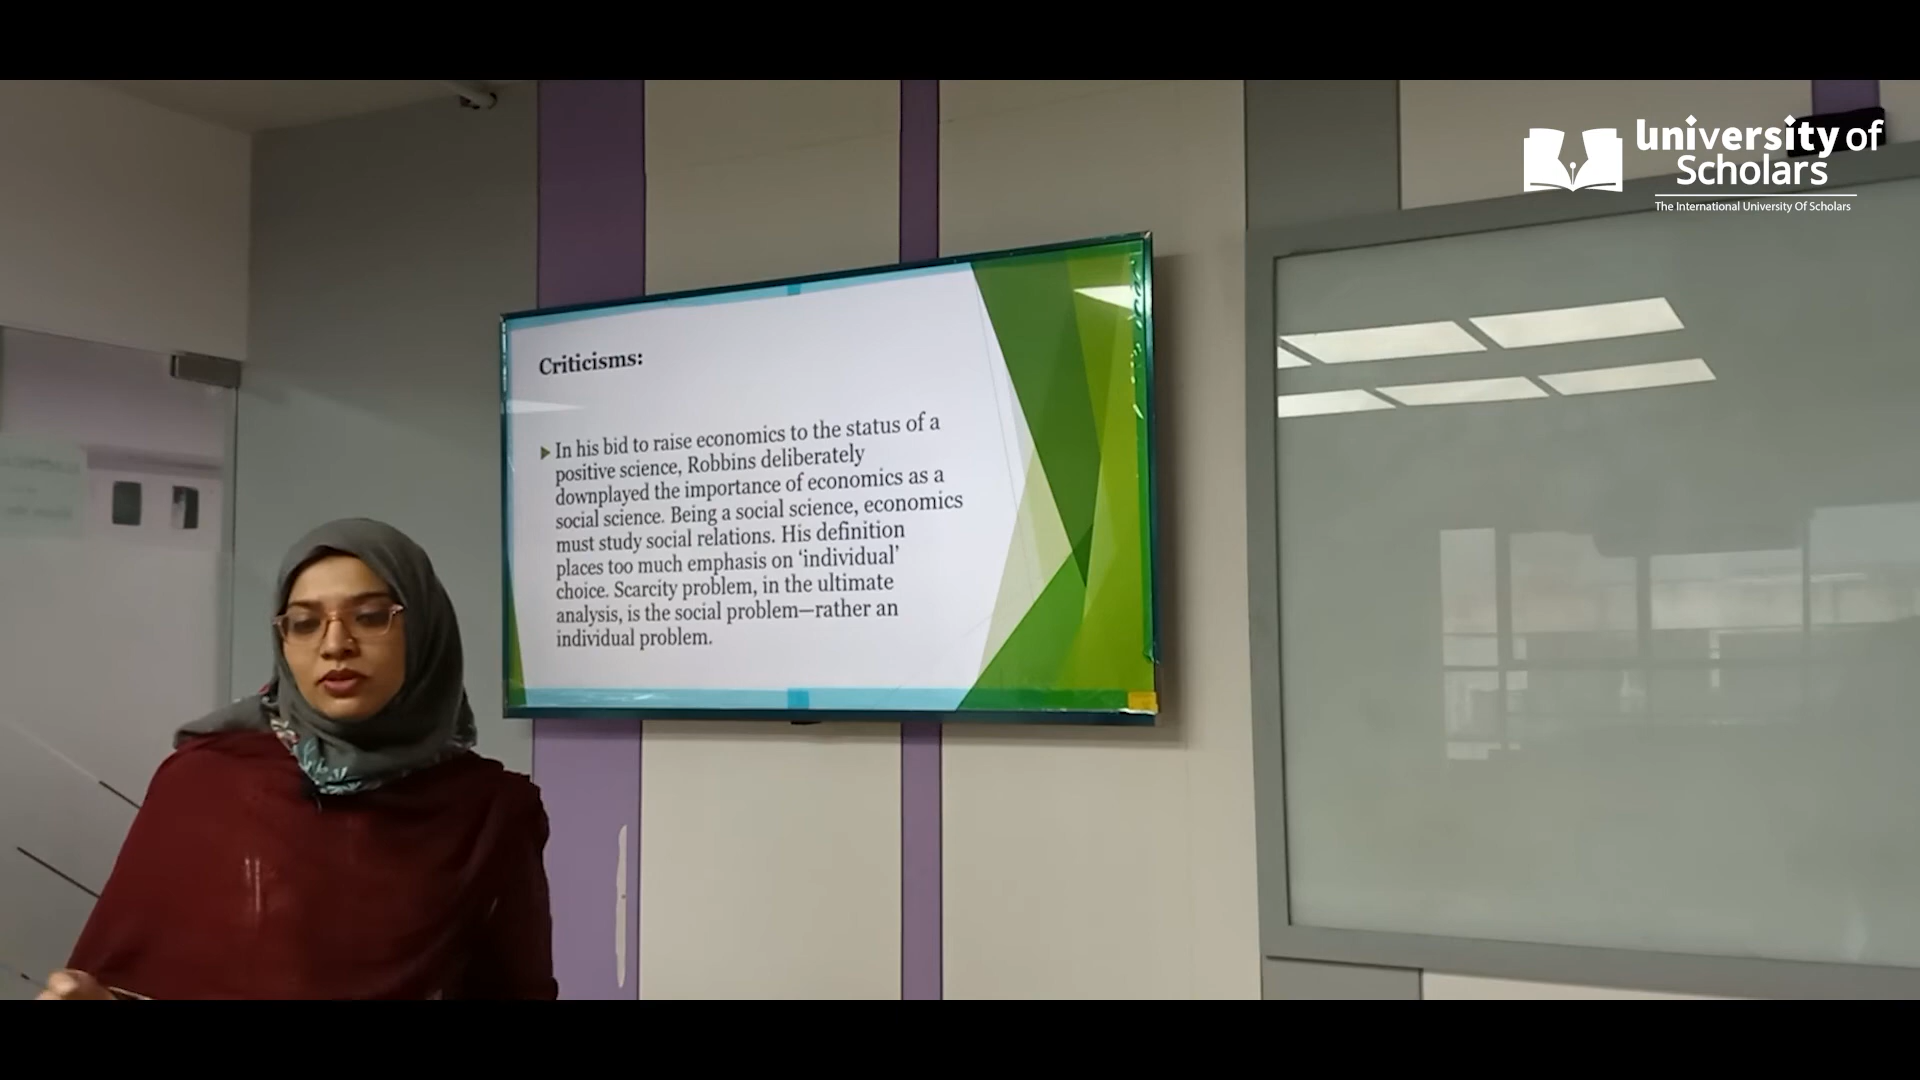 University of
Scholars
The International University Of Scholars
Criticisms:
In his bid to raise economics to the status of a
positive science, Robbins deliberately
downplayed the importance of economics as a
social science. Being a social science, economics
must study social relations. His definition
places too much emphasis on ‘individual’
choice. Scarcity problem, in the ultimate
analysis, is the social problem—rather an
individual problem.